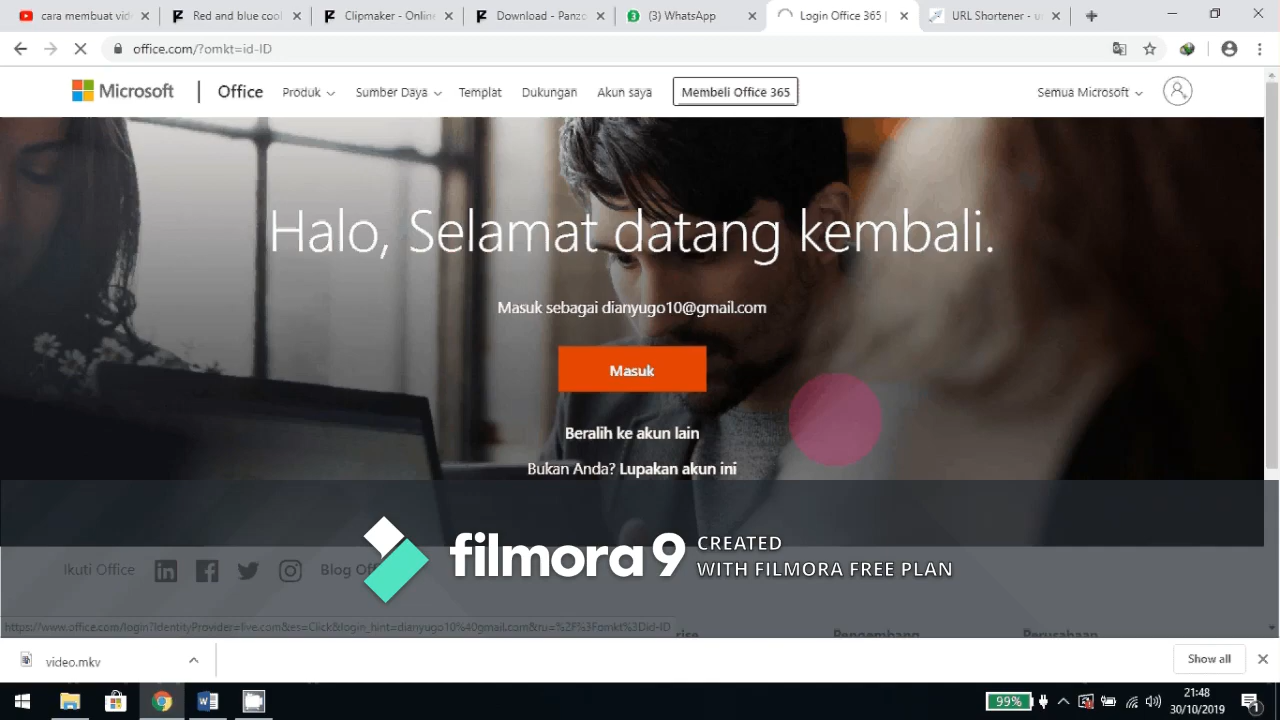 cara membuat vid
Red and blue cool
Clipmaker - Online
Download - Panzo
(3) WhatsApp
Login Office 365 |
URL Shortener - u
office.com/?omkt=id-ID
Microsoft | Office
Produk
Sumber Daya
Templat
Dukungan
Akun saya
Membeli Office 365
Semua Microsoft
Halo, Selamat datang kembali.
Masuk sebagai dianyugo10@gmail.com
Masuk
Beralih ke akun lain
Bukan Anda? Lupakan akun ini
filmora 9
CREATED
WITH FILMORA FREE PLAN
Ikuti Office
Blog Off
https://www.office.com/login?IdentityProvider=live.com&es=Click&login_hint=dianyugo10%40gmail.com&ru=%2F%3Fomkt%3Did-ID
rise
Pengembang
Perusahaan
video.mkv
Show all
99%
21:48
30/10/2019
1